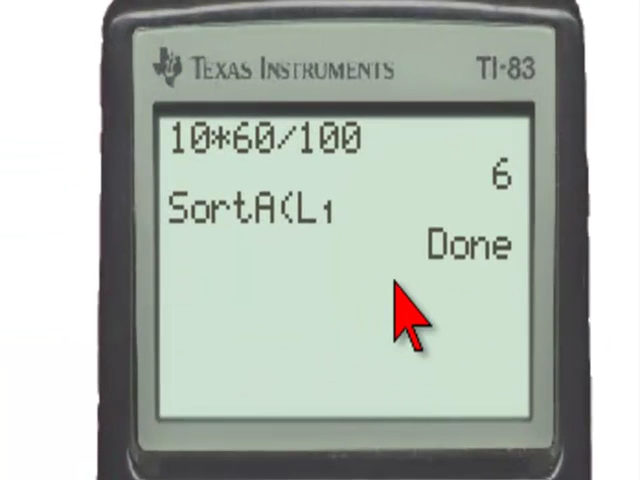 TEXAS INSTRUMENTS TI-83
10*60/100
6
SortA(L₁
Done